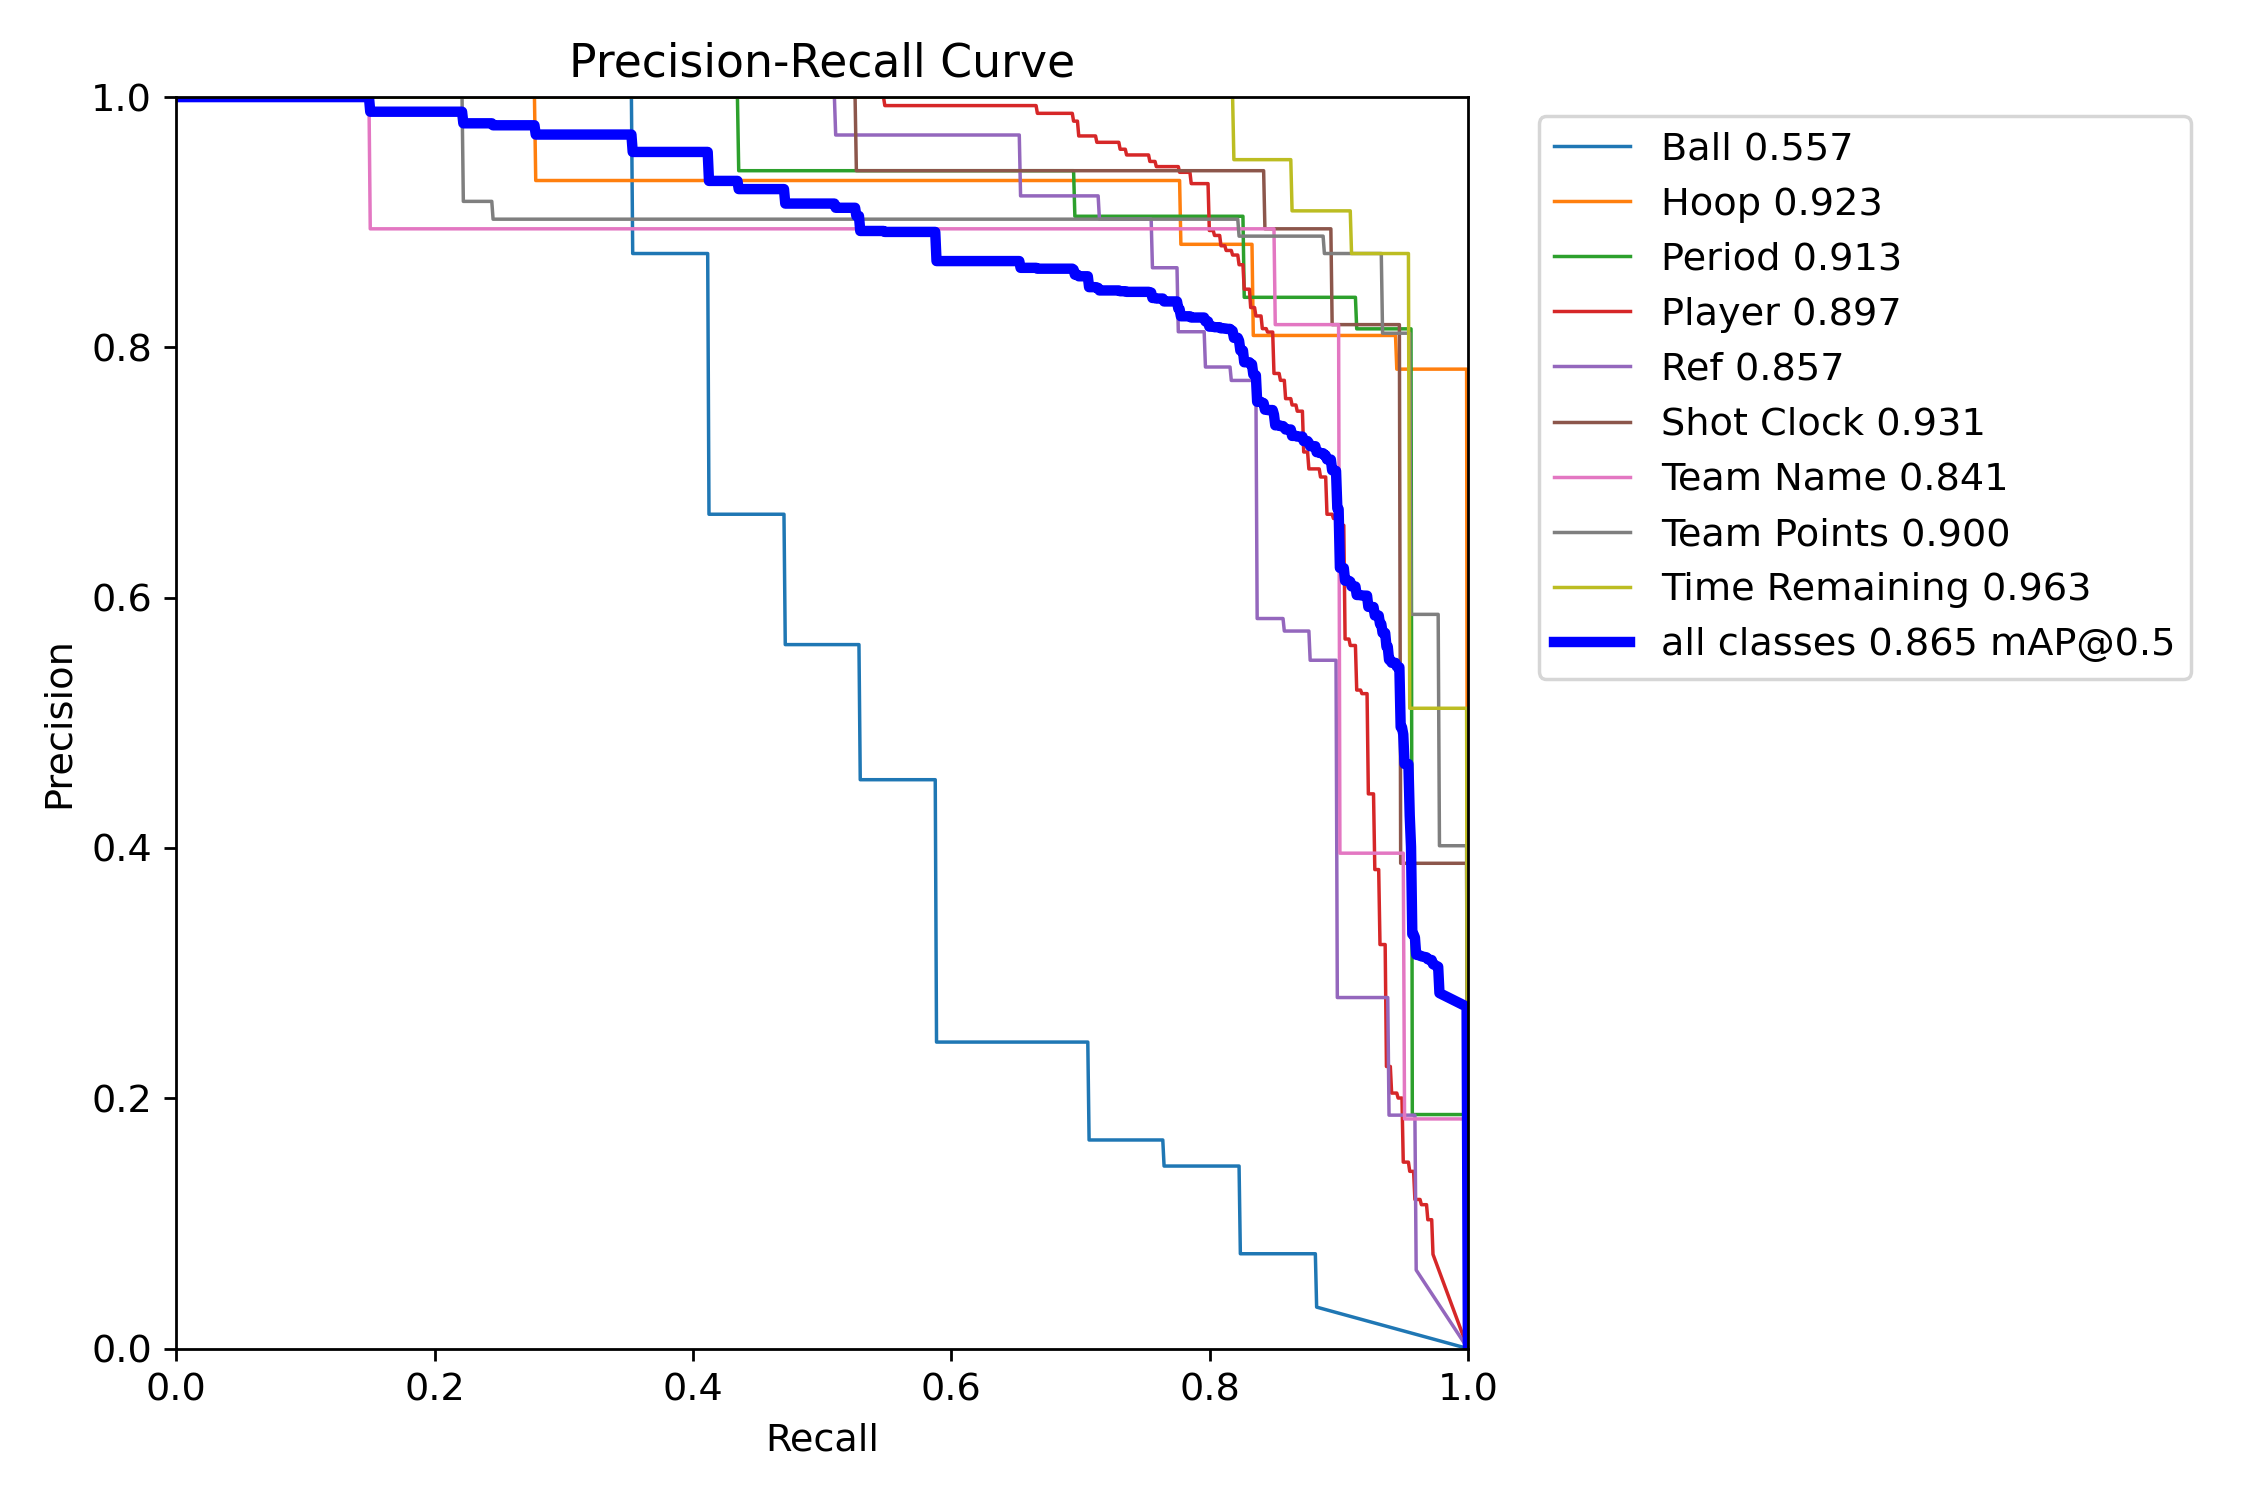 Precision-Recall Curve
1.0
0.8
0.6
0.4
0.2
0.0
Precision
0.0 0.2 0.4 0.6 0.8 1.0
Recall
Ball 0.557
Hoop 0.923
Period 0.913
Player 0.897
Ref 0.857
Shot Clock 0.931
Team Name 0.841
Team Points 0.900
Time Remaining 0.963
all classes 0.865 mAP@0.5